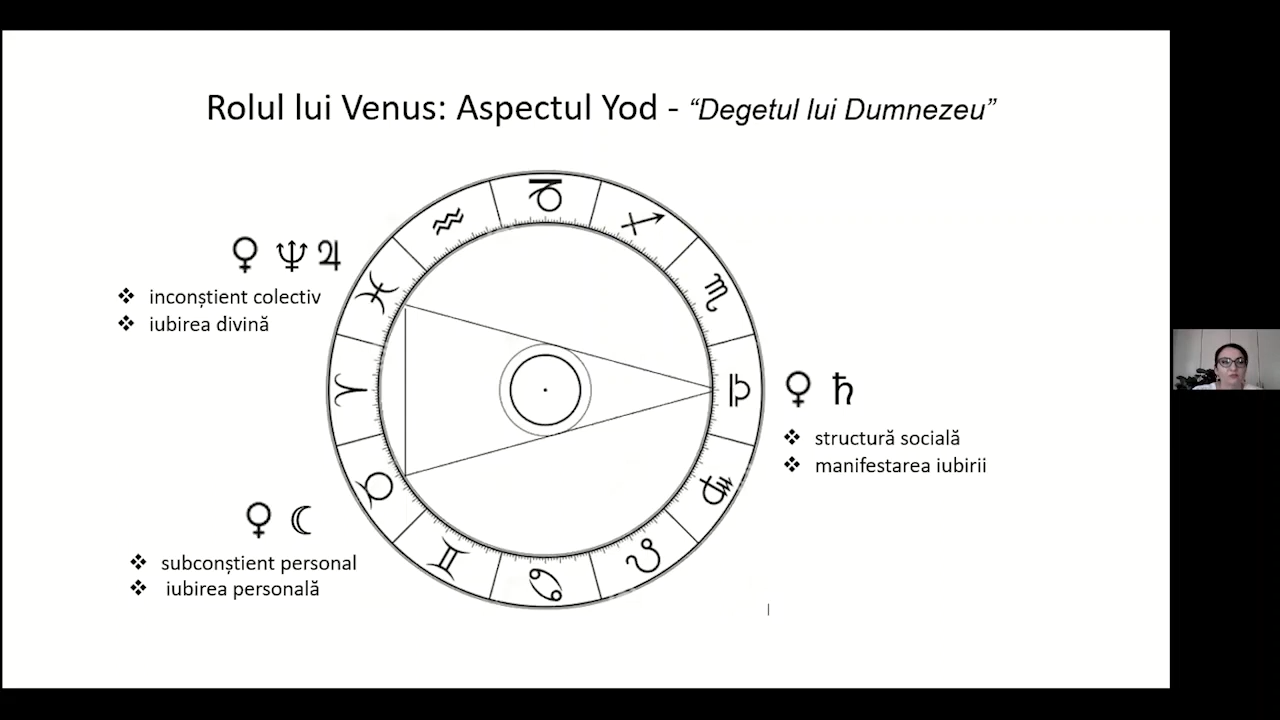 Rolul lui Venus: Aspectul Yod - “Degetul lui Dumnezeu”
♀ ♆ ♃
❖ inconștient colectiv
❖ iubirea divină
♀ ♄
❖ structură socială
❖ manifestarea iubirii
♀ ☾
❖ subconștient personal
❖ iubirea personală